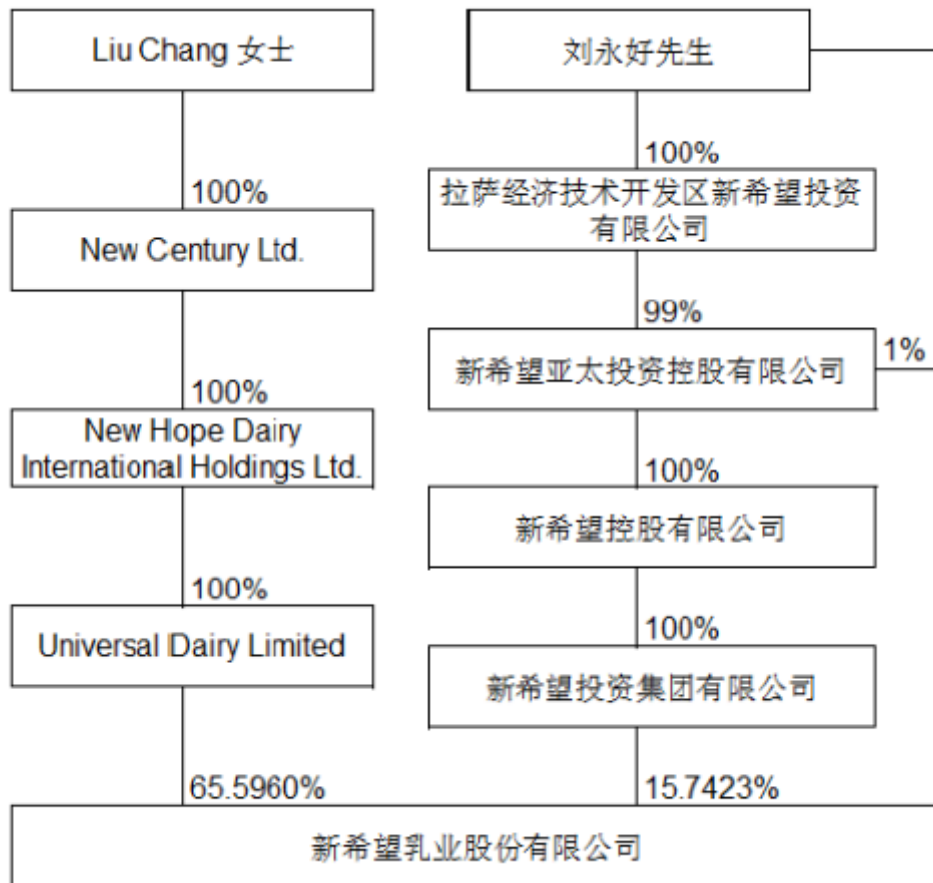 Liu Chang 女士
100%
New Century Ltd.
100%
New Hope Dairy
International Holdings Ltd.
100%
Universal Dairy Limited
65.5960%
刘永好先生
100%
拉萨经济技术开发区新希望投资
有限公司
99%
新希望亚太投资控股有限公司
1%
100%
新希望控股有限公司
100%
新希望投资集团有限公司
15.7423%
新希望乳业股份有限公司